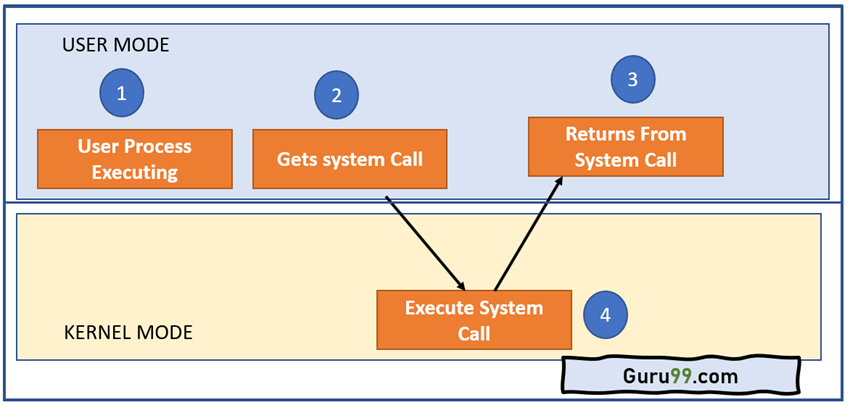 USER MODE
1
2
3
User Process
Executing
Gets system Call
Returns From
System Call
Execute System
Call
4
KERNEL MODE
Guru99.com